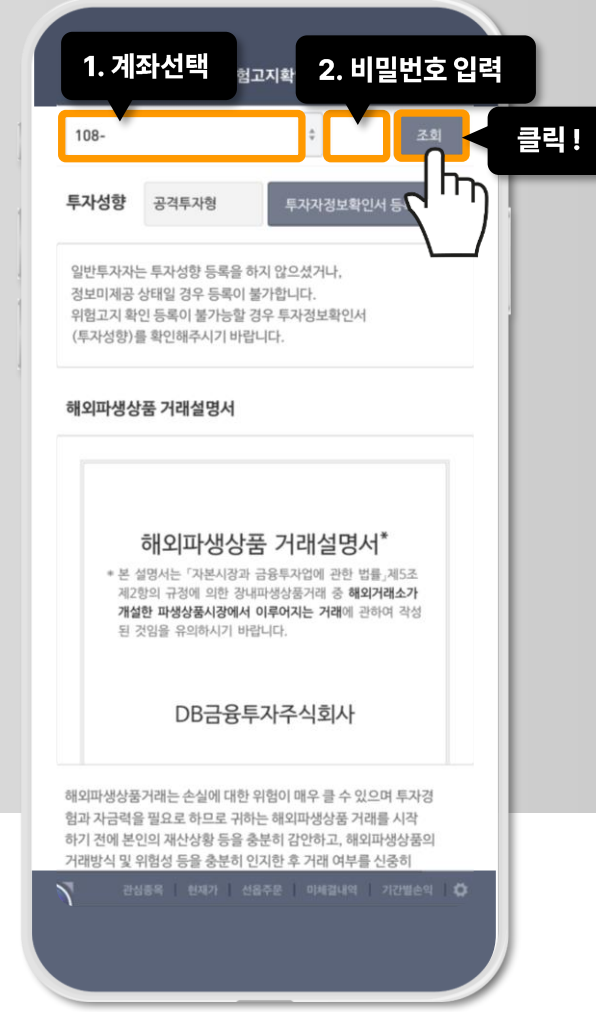 1. 계좌선택
험고지확
2. 비밀번호 입력
108-
조회
클릭 !
투자성향
공격투자형
투자자정보확인서 등
일반투자자는 투자성향 등록을 하지 않으셨거나,
정보미제공 상태일 경우 등록이 불가합니다.
위험고지 확인 등록이 불가능할 경우 투자정보확인서
(투자성향)를 확인해주시기 바랍니다.
해외파생상품 거래설명서
해외파생상품 거래설명서*
* 본 설명서는 「자본시장과 금융투자업에 관한 법률」제5조
제2항의 규정에 의한 장내파생상품거래 중 해외거래소가
개설한 파생상품시장에서 이루어지는 거래에 관하여 작성
된 것임을 유의하시기 바랍니다.
DB금융투자주식회사
해외파생상품거래는 손실에 대한 위험이 매우 클 수 있으며 투자경
험과 자금력을 필요로 하므로 귀하는 해외파생상품 거래를 시작
하기 전에 본인의 재산상황 등을 충분히 감안하고, 해외파생상품의
거래방식 및 위험성 등을 충분히 인지한 후 거래 여부를 신중히
관심종목 | 현재가 | 선옵주문 | 미체결내역 | 기간별손익